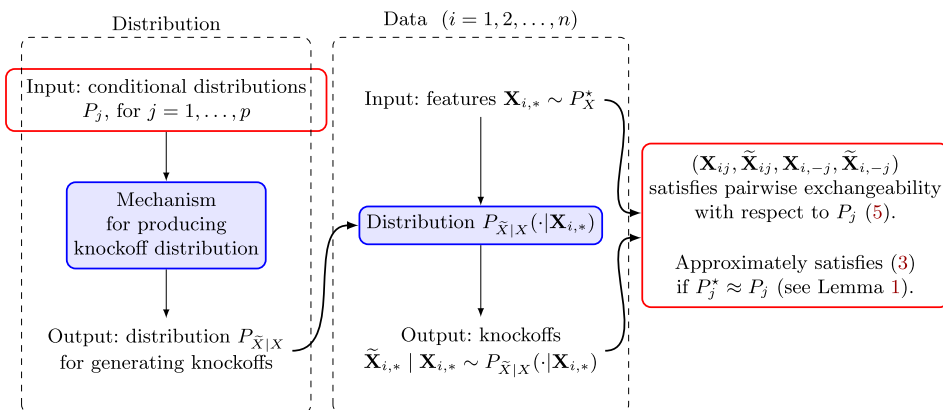 Distribution
Input: conditional distributions
P_j, for j = 1, . . . , p
Mechanism
for producing
knockoff distribution
Output: distribution P_{X̃|X}
for generating knockoffs
Data (i = 1, 2, . . . , n)
Input: features X_{i,∗} ∼ P_X^⋆
Distribution P_{X̃|X}(·|X_{i,∗})
Output: knockoffs
X̃_{i,∗} | X_{i,∗} ∼ P_{X̃|X}(·|X_{i,∗})
(X_{ij}, X̃_{ij}, X_{i,−j}, X̃_{i,−j})
satisfies pairwise exchangeability
with respect to P_j (5).
Approximately satisfies (3)
if P_j^⋆ ≈ P_j (see Lemma 1).